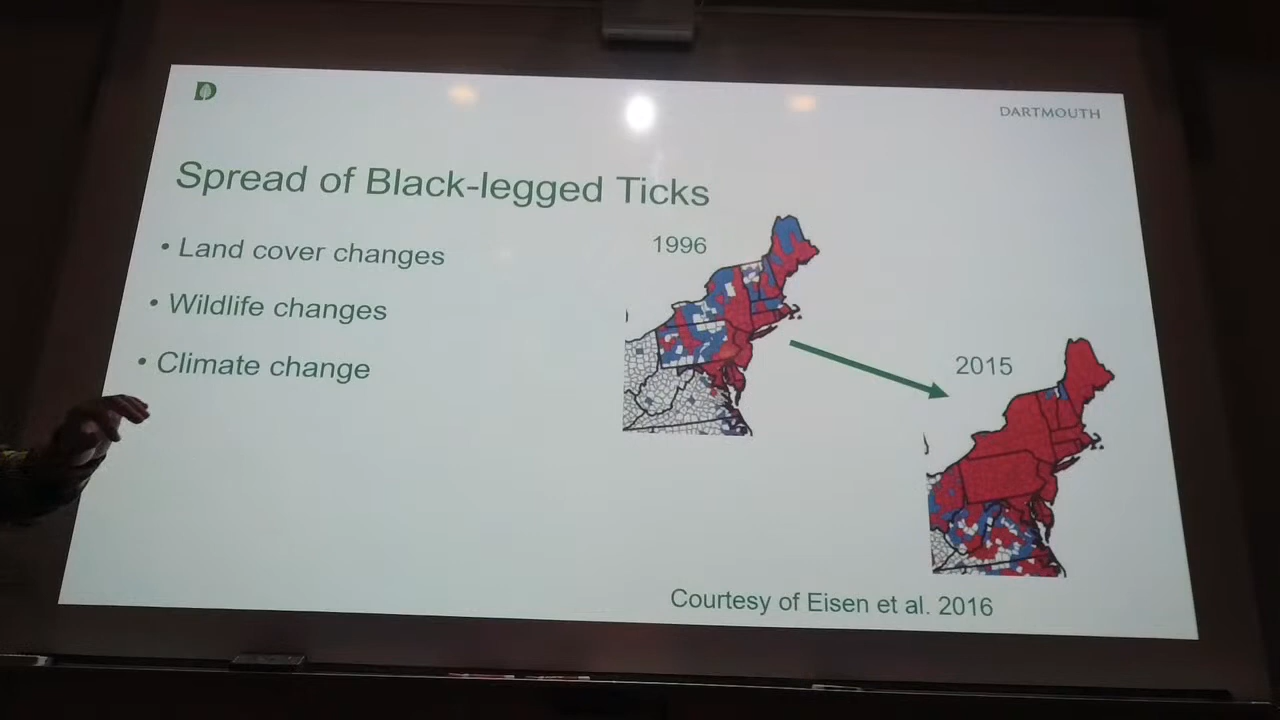 D
DARTMOUTH
Spread of Black-legged Ticks
• Land cover changes
• Wildlife changes
• Climate change
1996
2015
Courtesy of Eisen et al. 2016